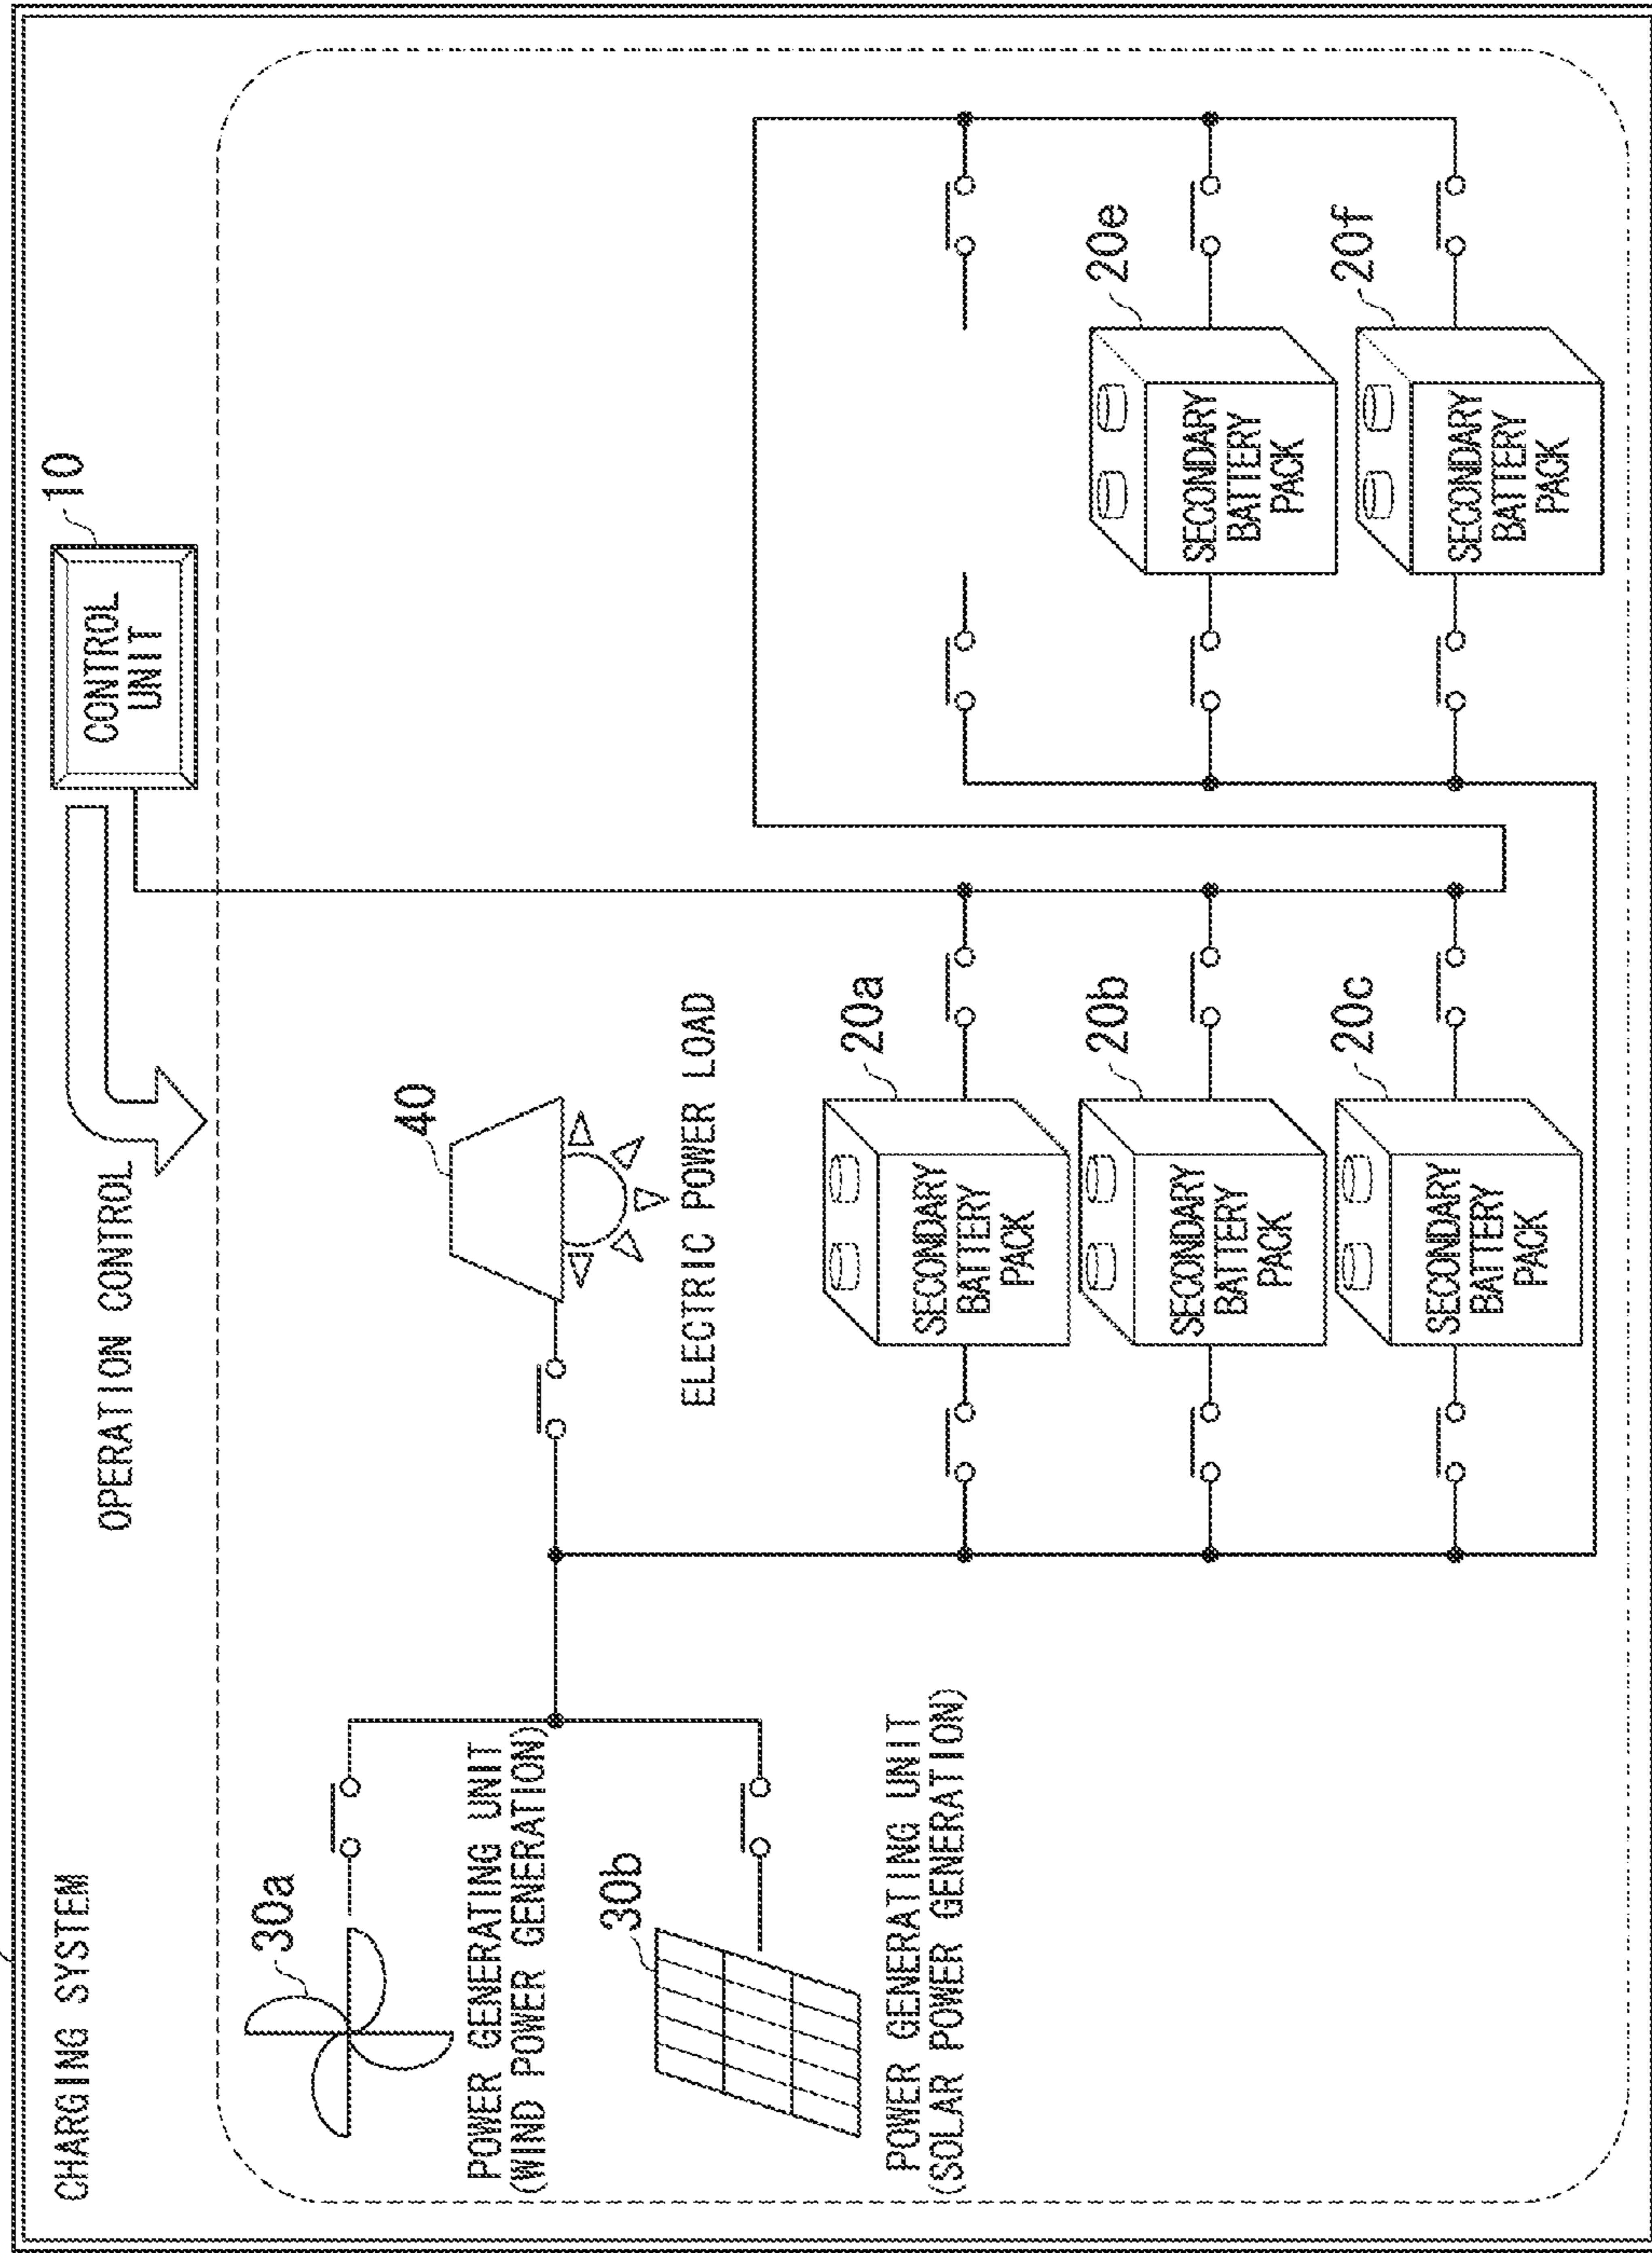 CHARGING SYSTEM
OPERATION CONTROL
10
CONTROL
UNIT
30a
POWER GENERATING UNIT
(WIND POWER GENERATION)
30b
POWER GENERATING UNIT
(SOLAR POWER GENERATION)
40
ELECTRIC POWER LOAD
20a
SECONDARY
BATTERY
PACK
20b
SECONDARY
BATTERY
PACK
20c
SECONDARY
BATTERY
PACK
20e
SECONDARY
BATTERY
PACK
20f
SECONDARY
BATTERY
PACK